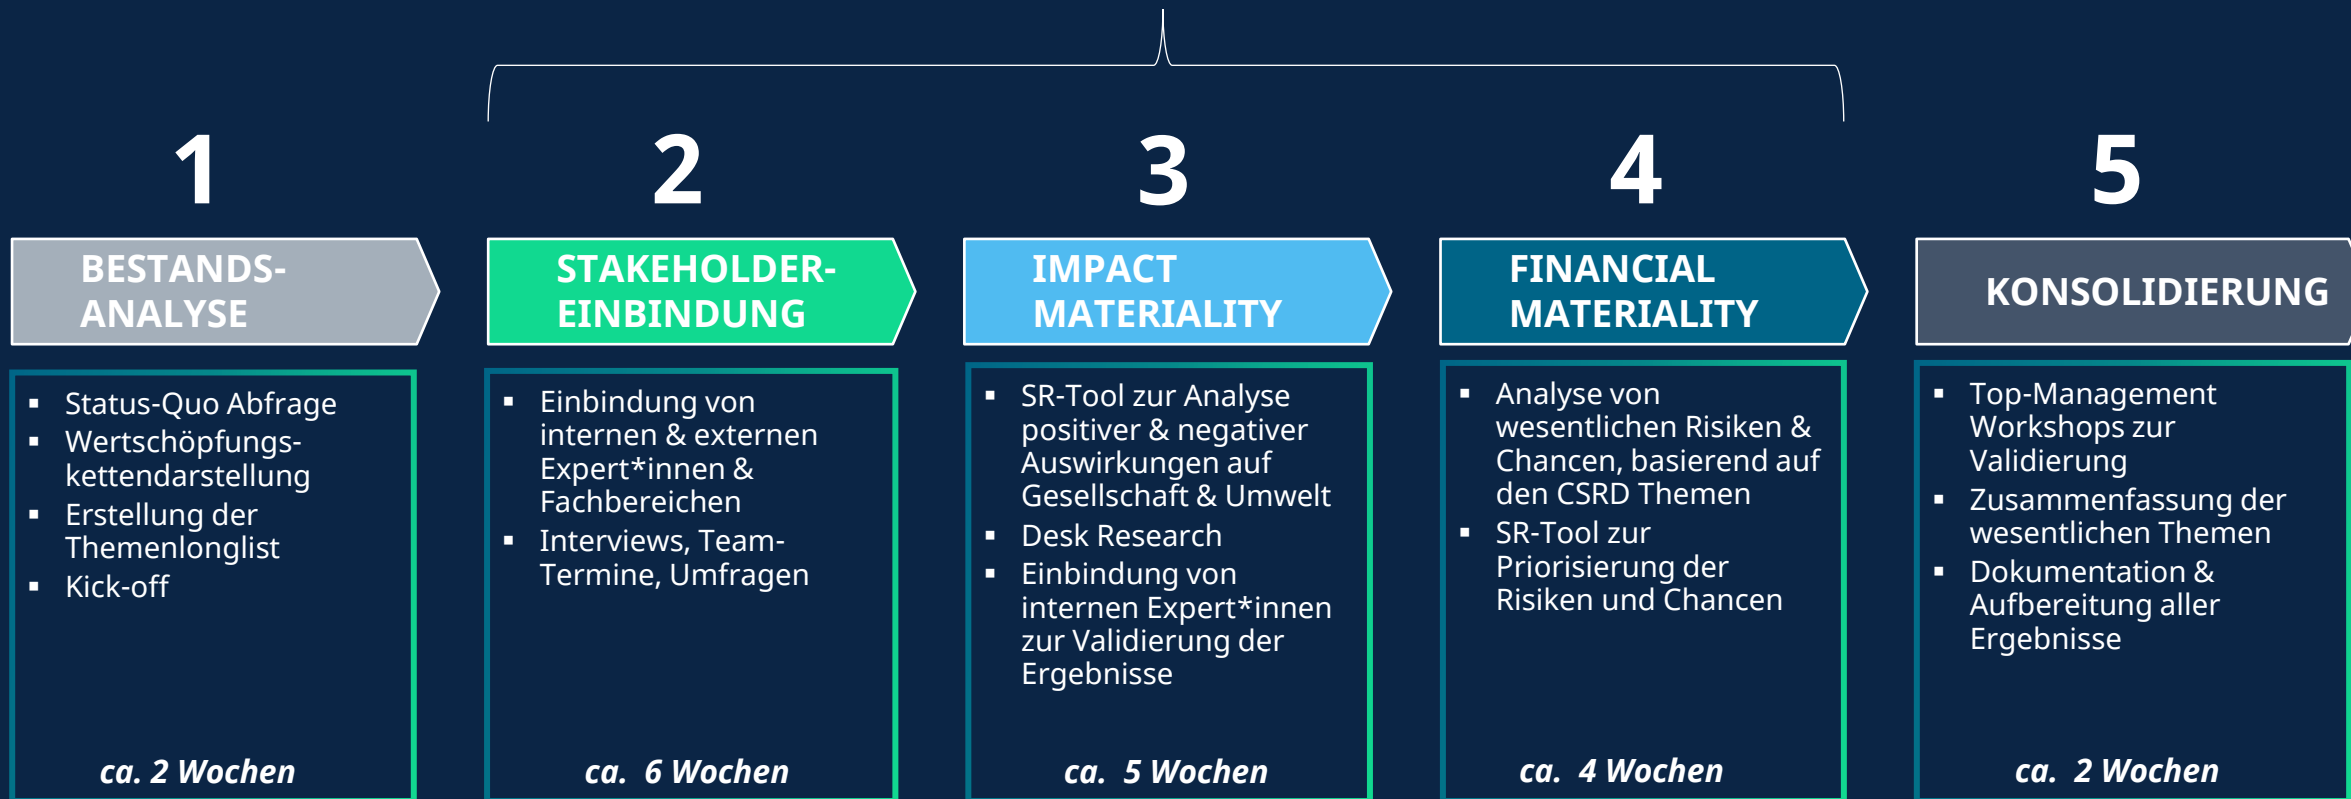 1
BESTANDS-
ANALYSE
▪ Status-Quo Abfrage
▪ Wertschöpfungs-
kettendarstellung
▪ Erstellung der
Themenlonglist
▪ Kick-off
ca. 2 Wochen
2
STAKEHOLDER-
EINBINDUNG
▪ Einbindung von
internen & externen
Expert*innen &
Fachbereichen
▪ Interviews, Team-
Termine, Umfragen
ca. 6 Wochen
3
IMPACT
MATERIALITY
▪ SR-Tool zur Analyse
positiver & negativer
Auswirkungen auf
Gesellschaft & Umwelt
▪ Desk Research
▪ Einbindung von
internen Expert*innen
zur Validierung der
Ergebnisse
ca. 5 Wochen
4
FINANCIAL
MATERIALITY
▪ Analyse von
wesentlichen Risiken &
Chancen, basierend auf
den CSRD Themen
▪ SR-Tool zur
Priorisierung der
Risiken und Chancen
ca. 4 Wochen
5
KONSOLIDIERUNG
▪ Top-Management
Workshops zur
Validierung
▪ Zusammenfassung der
wesentlichen Themen
▪ Dokumentation &
Aufbereitung aller
Ergebnisse
ca. 2 Wochen